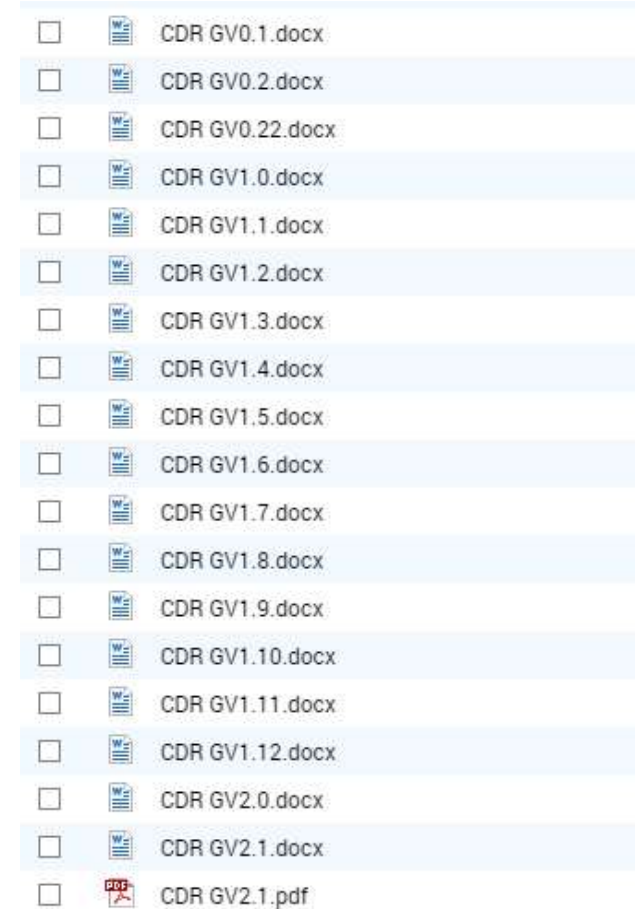 CDR GV0.1.docx
CDR GV0.2.docx
CDR GV0.22.docx
CDR GV1.0.docx
CDR GV1.1.docx
CDR GV1.2.docx
CDR GV1.3.docx
CDR GV1.4.docx
CDR GV1.5.docx
CDR GV1.6.docx
CDR GV1.7.docx
CDR GV1.8.docx
CDR GV1.9.docx
CDR GV1.10.docx
CDR GV1.11.docx
CDR GV1.12.docx
CDR GV2.0.docx
CDR GV2.1.docx
PDF CDR GV2.1.pdf